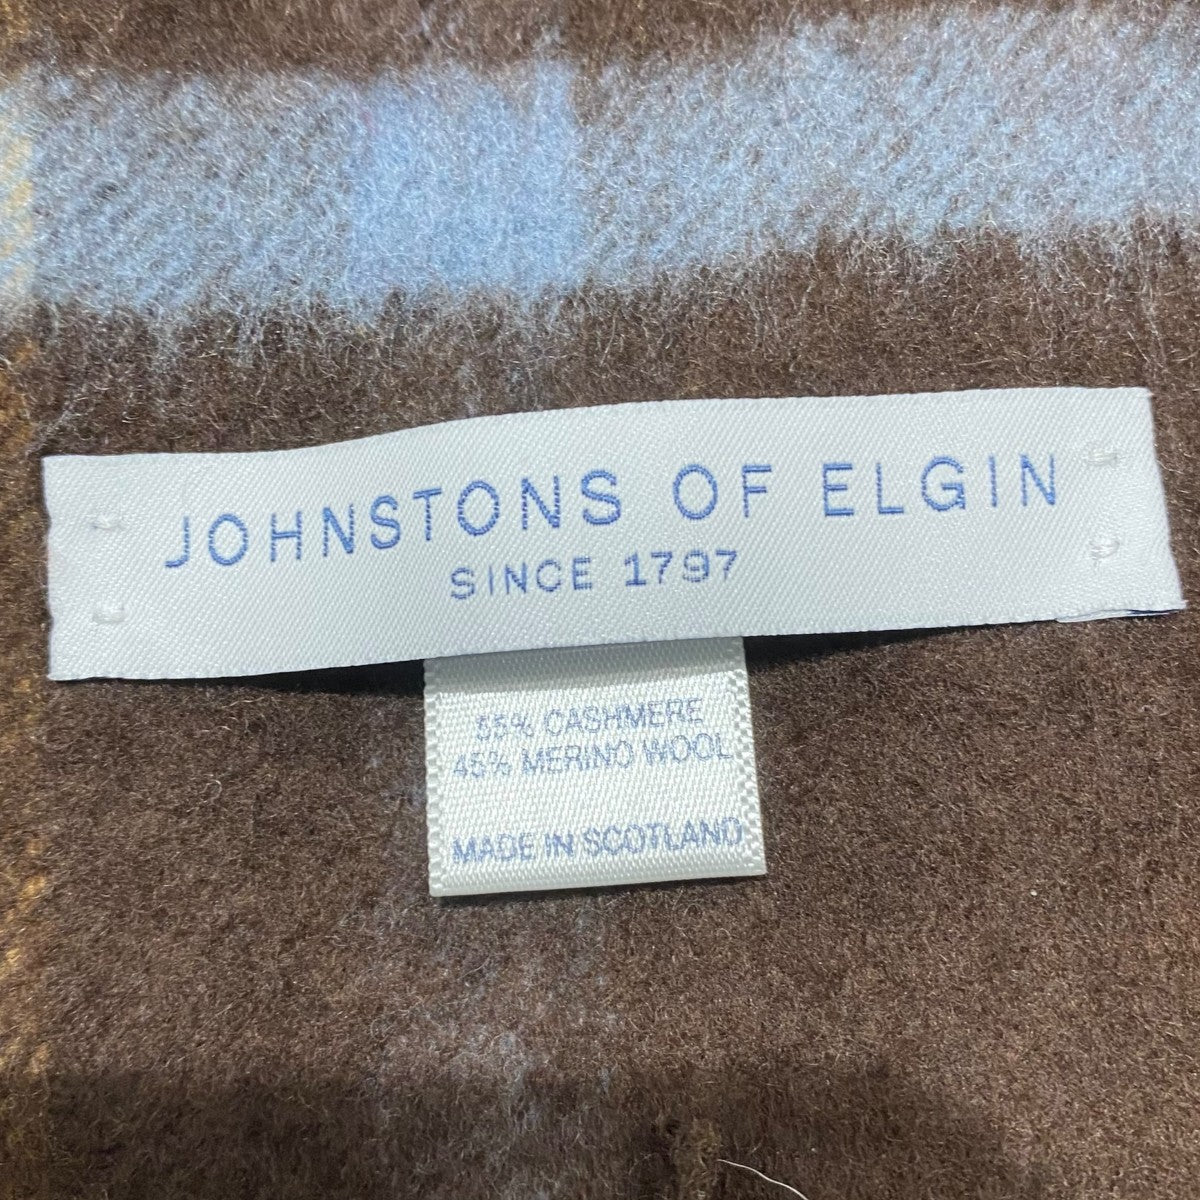 JOHNSTONS OF ELGIN
SINCE 1797
55% CASHMERE
45% MERINO WOOL
MADE IN SCOTLAND